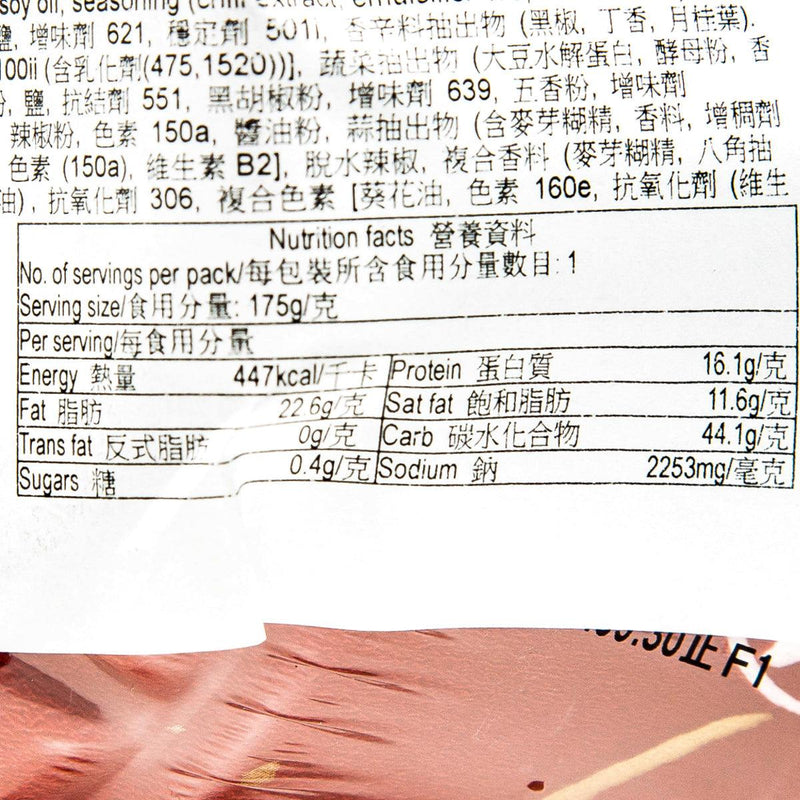 soy oil, seasoning (chilli extract, emulsifier
鹽, 增味劑 621, 穩定劑 501i, 香辛料抽出物 (黑椒, 丁香, 月桂葉).
100ii (含乳化劑(475,1520))], 蔬菜抽出物 (大豆水解蛋白, 酵母粉, 香
粉, 鹽, 抗結劑 551, 黑胡椒粉, 增味劑 639, 五香粉, 增味劑
辣椒粉, 色素 150a, 醬油粉, 蒜抽出物 (含麥芽糊精, 香料, 增稠劑
色素 (150a), 維生素 B2], 脫水辣椒, 複合香料 (麥芽糊精, 八角抽
油), 抗氧化劑 306, 複合色素 [葵花油, 色素 160e, 抗氧化劑 (維生
Nutrition facts 營養資料
No. of servings per pack/每包裝所含食用分量數目: 1
Serving size/食用分量: 175g/克
Per serving/每食用分量
Energy 熱量 447kcal/千卡 Protein 蛋白質 16.1g/克
Fat 脂肪 22.6g/克 Sat fat 飽和脂肪 11.6g/克
Trans fat 反式脂肪 0g/克 Carb 碳水化合物 44.1g/克
Sugars 糖 0.4g/克 Sodium 鈉 2253mg/毫克
.301E F1